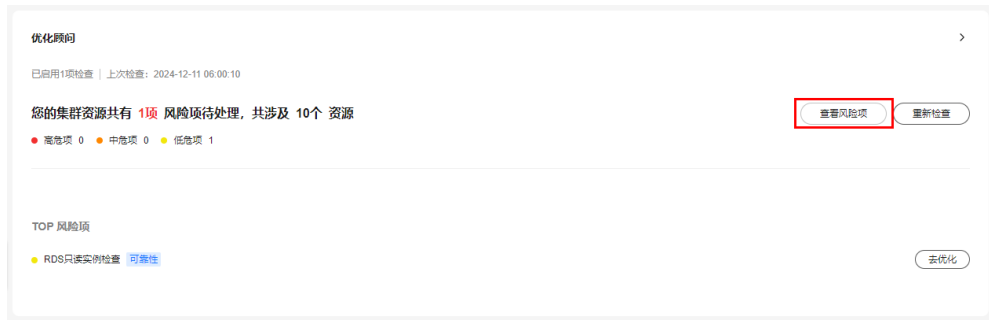 优化顾问
已启用1项检查 | 上次检查：2024-12-11 06:00:10
您的集群资源共有 1项 风险项待处理，共涉及 10个 资源
查看风险项
重新检查
高危项 0 中危项 0 低危项 1
TOP 风险项
RDS只读实例检查 可靠性
去优化